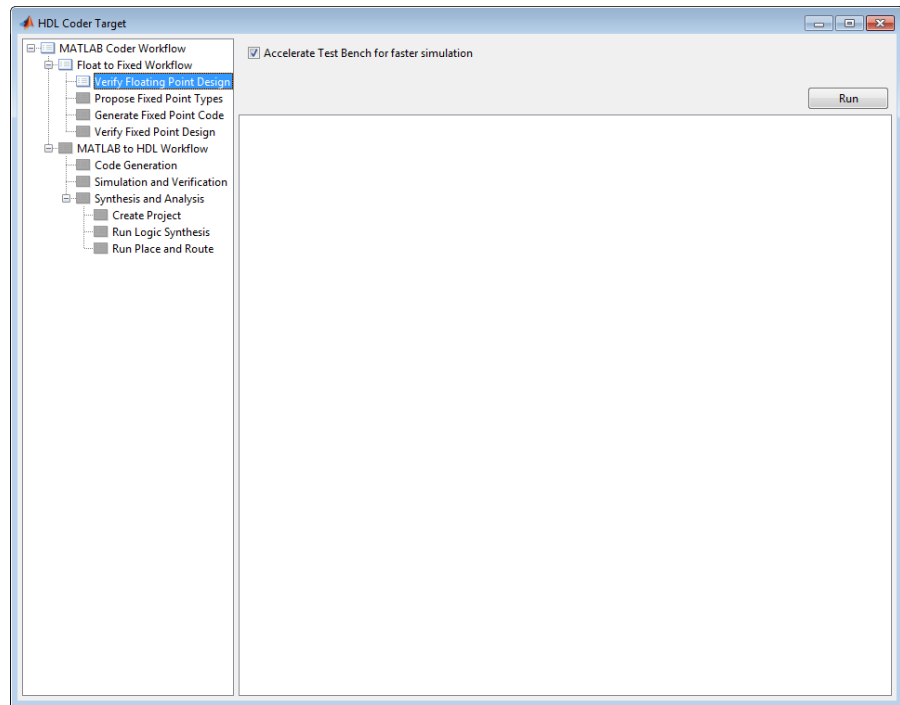 HDL Coder Target
MATLAB Coder Workflow
Float to Fixed Workflow
Verify Floating Point Design
Propose Fixed Point Types
Generate Fixed Point Code
Verify Fixed Point Design
MATLAB to HDL Workflow
Code Generation
Simulation and Verification
Synthesis and Analysis
Create Project
Run Logic Synthesis
Run Place and Route
Accelerate Test Bench for faster simulation
Run